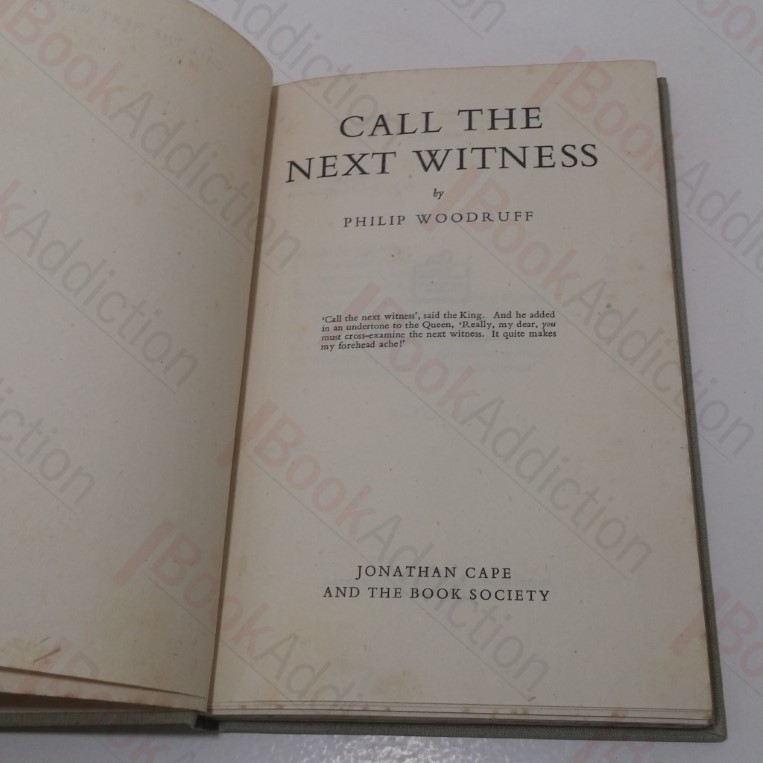 CALL THE
NEXT WITNESS
by
PHILIP WOODRUFF
'Call the next witness', said the King. And he added
in an undertone to the Queen, 'Really, my dear, you
must cross-examine the next witness. It quite makes
my forehead ache!'
JONATHAN CAPE
AND THE BOOK SOCIETY
BookAddiction